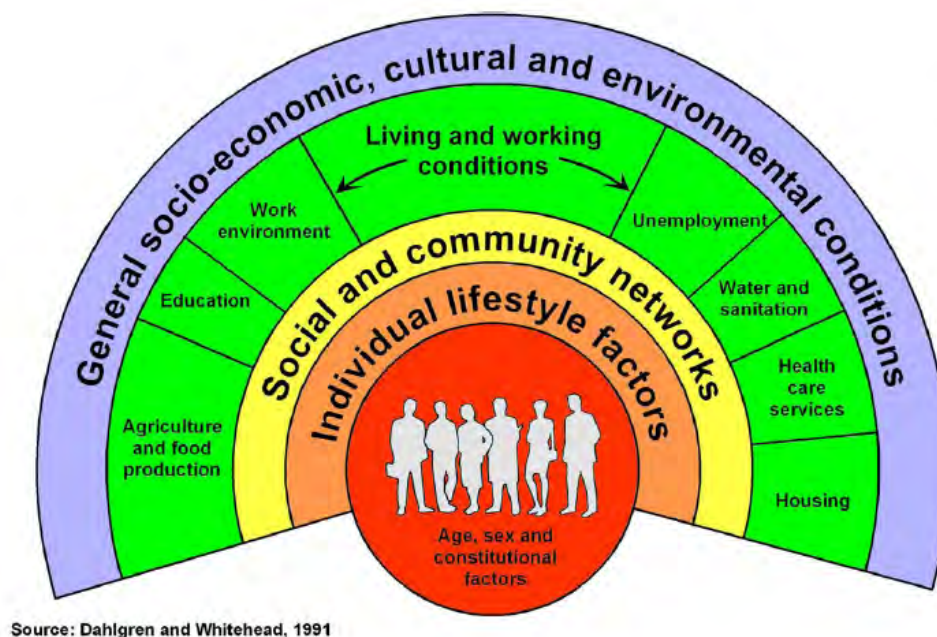 General socio-economic, cultural and environmental conditions
Living and working
conditions
Work
environment
Unemployment
Education
Water and
sanitation
Agriculture
and food
production
Health
care
services
Housing
Social and community networks
Individual lifestyle factors
Age, sex and
constitutional
factors
Source: Dahlgren and Whitehead, 1991